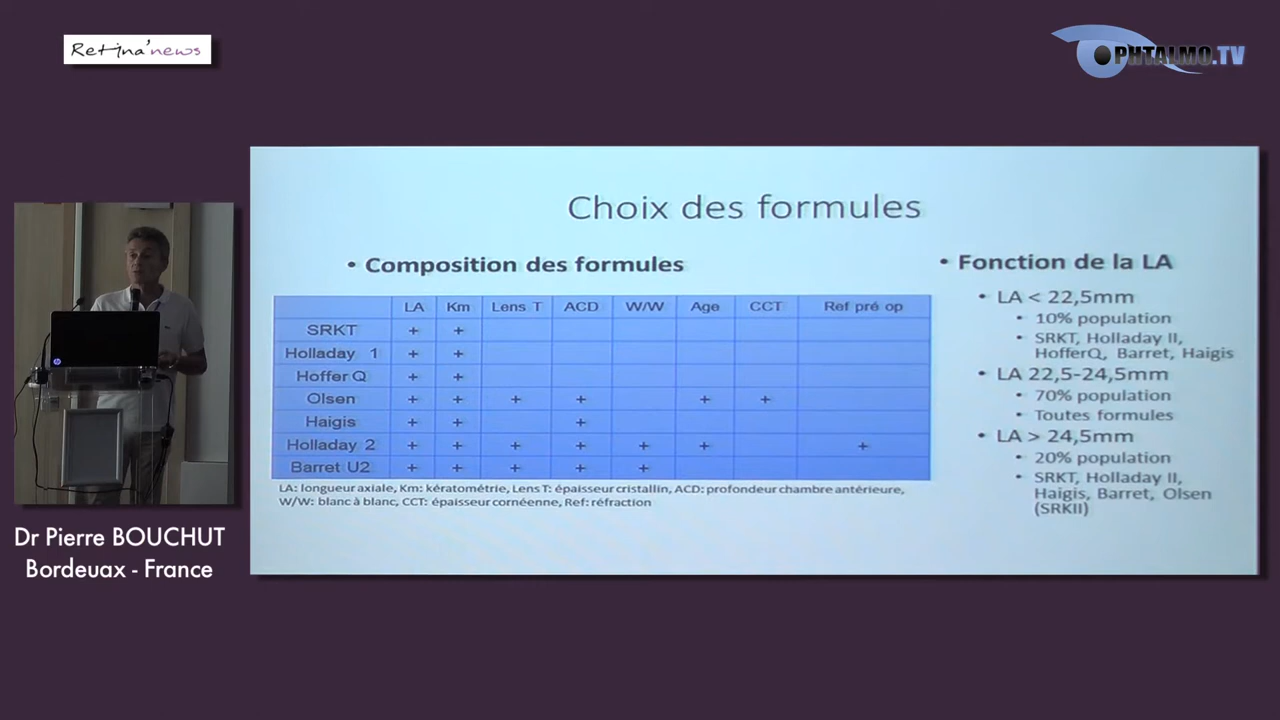 Retina'news
OPHTALMO.TV
Choix des formules
• Composition des formules
LA Km Lens T ACD W/W Age CCT Ref pré op
SRKT + +
Holladay 1 + +
Hoffer Q + +
Olsen + + + + + +
Haigis + + +
Holladay 2 + + + + + + +
Barret U2 + + + + +
LA: longueur axiale, Km: kératométrie, Lens T: épaisseur cristallin, ACD: profondeur chambre antérieure,
W/W: blanc à blanc, CCT: épaisseur cornéenne, Ref: réfraction
• Fonction de la LA
• LA < 22,5mm
• 10% population
• SRKT, Holladay II,
HofferQ, Barret, Haigis
• LA 22,5-24,5mm
• 70% population
• Toutes formules
• LA > 24,5mm
• 20% population
• SRKT, Holladay II,
Haigis, Barret, Olsen
(SRKII)
Dr Pierre BOUCHUT
Bordeuax - France